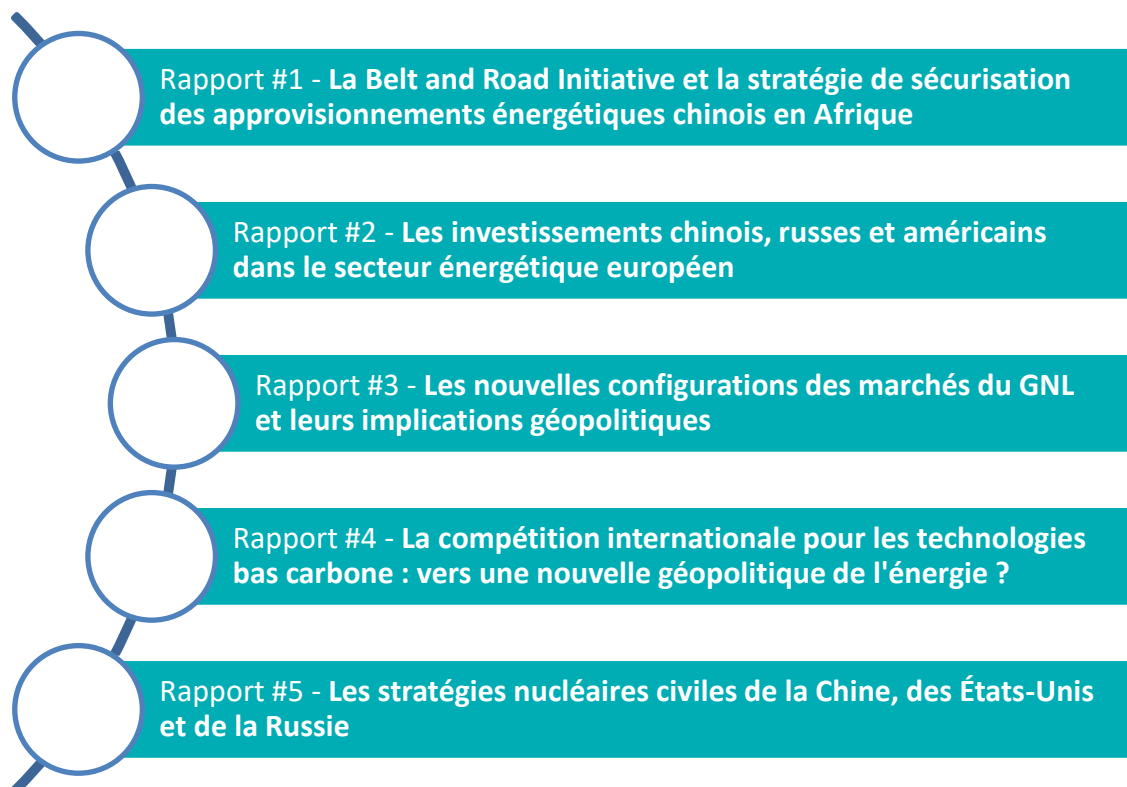 Rapport #1 - La Belt and Road Initiative et la stratégie de sécurisation
des approvisionnements énergétiques chinois en Afrique
Rapport #2 - Les investissements chinois, russes et américains
dans le secteur énergétique européen
Rapport #3 - Les nouvelles configurations des marchés du GNL
et leurs implications géopolitiques
Rapport #4 - La compétition internationale pour les technologies
bas carbone : vers une nouvelle géopolitique de l'énergie ?
Rapport #5 - Les stratégies nucléaires civiles de la Chine, des États-Unis
et de la Russie